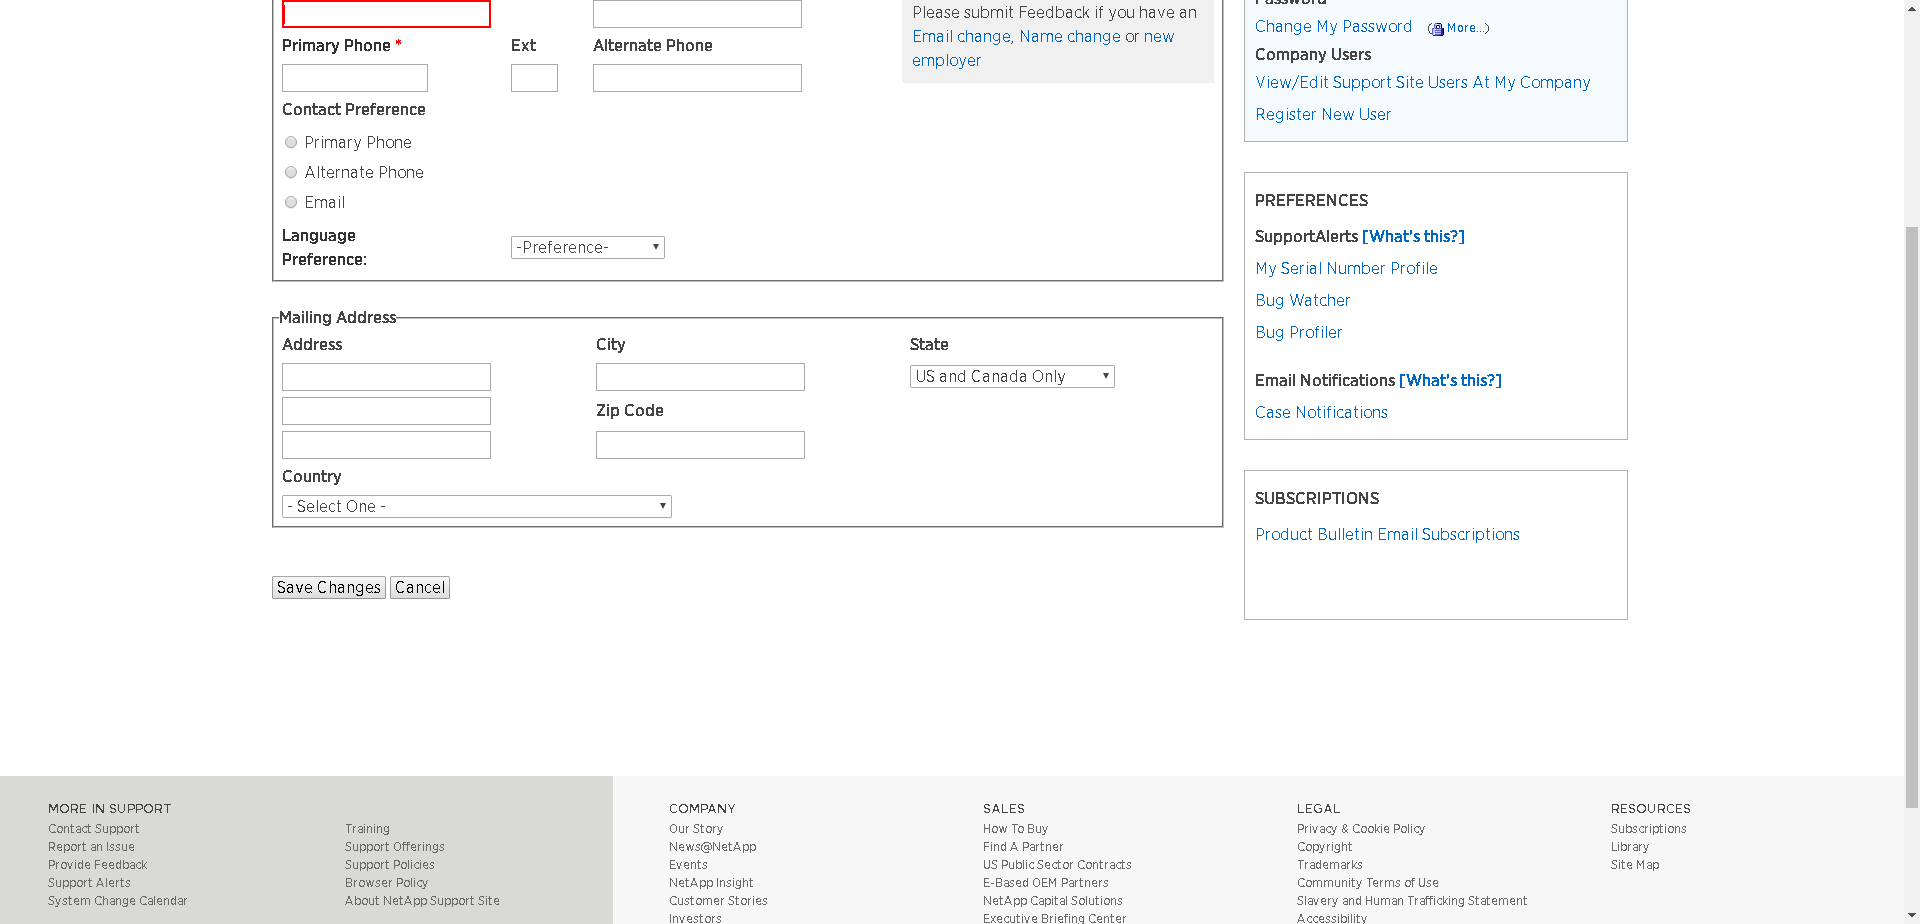 Please submit Feedback if you have an
Email change, Name change or new
employer
Primary Phone *
Ext
Alternate Phone
Contact Preference
Primary Phone
Alternate Phone
Email
Language
Preference:
-Preference-
Mailing Address
Address
City
State
US and Canada Only
Zip Code
Country
- Select One -
Save Changes
Cancel
Password
Change My Password (More...)
Company Users
View/Edit Support Site Users At My Company
Register New User
PREFERENCES
SupportAlerts [What's this?]
My Serial Number Profile
Bug Watcher
Bug Profiler
Email Notifications [What's this?]
Case Notifications
SUBSCRIPTIONS
Product Bulletin Email Subscriptions
MORE IN SUPPORT
Contact Support
Report an Issue
Provide Feedback
Support Alerts
System Change Calendar
Training
Support Offerings
Support Policies
Browser Policy
About NetApp Support Site
COMPANY
Our Story
News@NetApp
Events
NetApp Insight
Customer Stories
Investors
SALES
How To Buy
Find A Partner
US Public Sector Contracts
E-Based OEM Partners
NetApp Capital Solutions
Executive Briefing Center
LEGAL
Privacy & Cookie Policy
Copyright
Trademarks
Community Terms of Use
Slavery and Human Trafficking Statement
Accessibility
RESOURCES
Subscriptions
Library
Site Map